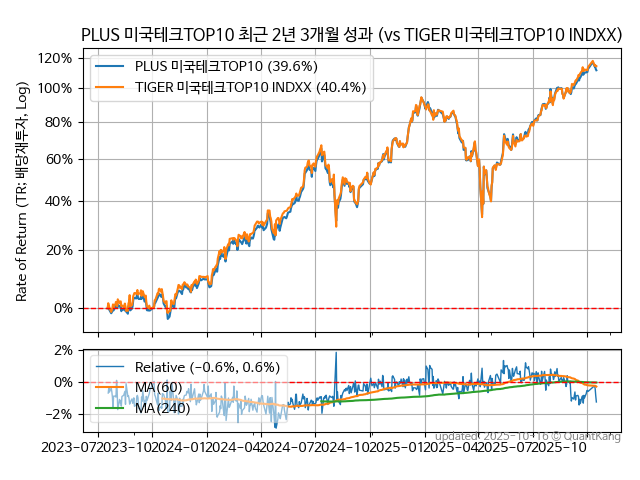 PLUS 미국테크TOP10 최근 2년 3개월 성과 (vs TIGER 미국테크TOP10 INDXX)
Rate of Return (TR: 배당재투자, Log)
120%
100%
80%
60%
40%
20%
0%
PLUS 미국테크TOP10 (39.6%)
TIGER 미국테크TOP10 INDXX (40.4%)
2%
0%
−2%
Relative (−0.6%, 0.6%)
MA(60)
MA(240)
updated: 2025-10-16 © QuantKang
2023−07 2023−10 2024−01 2024−04 2024−07 2024−10 2025−01 2025−04 2025−07 2025−10